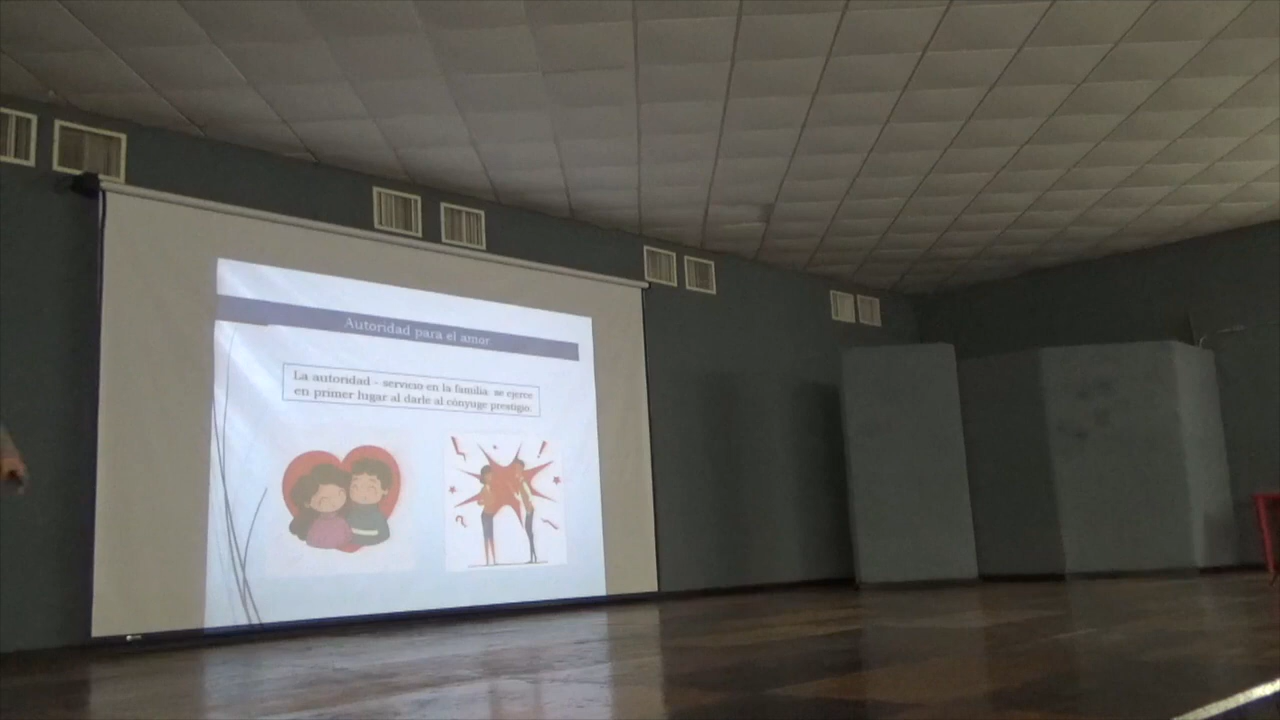 Autoridad para el amor
La autoridad – servicio en la familia: se ejerce
en primer lugar al darle al cónyuge prestigio.